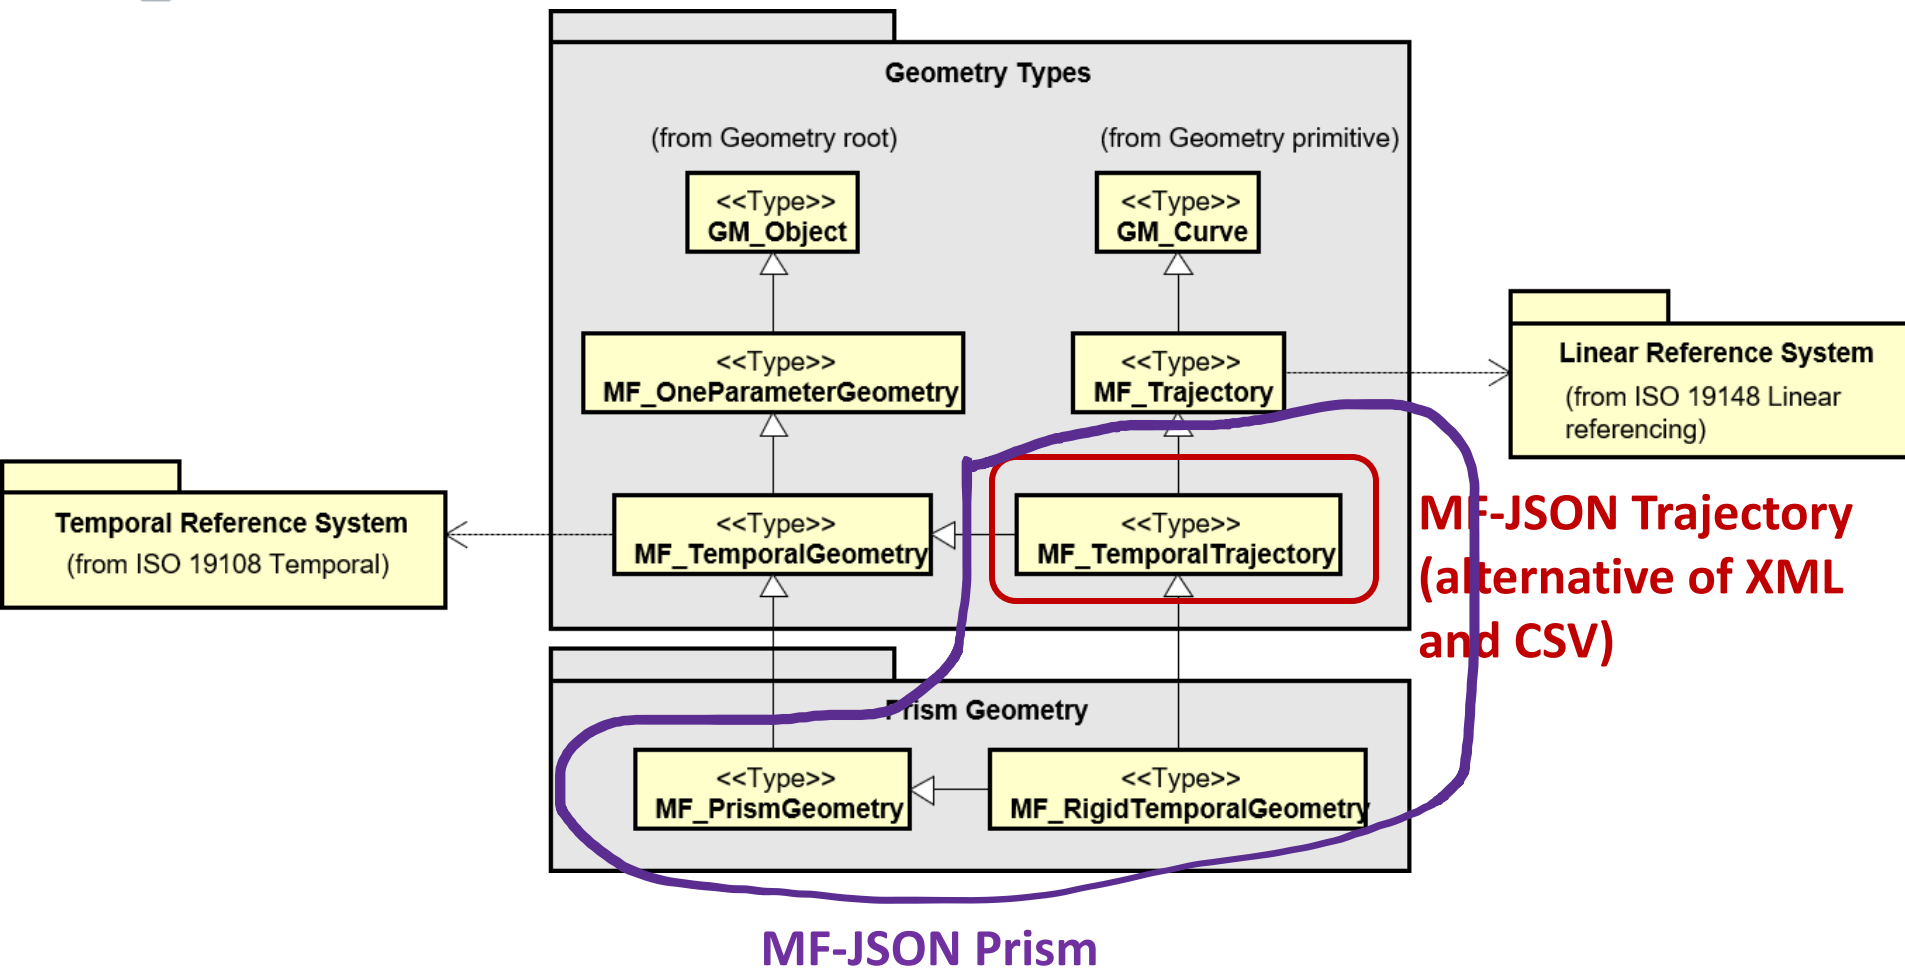 Geometry Types
(from Geometry root)
(from Geometry primitive)
<<Type>>
GM_Object
<<Type>>
GM_Curve
<<Type>>
MF_OneParameterGeometry
<<Type>>
MF_Trajectory
Linear Reference System
(from ISO 19148 Linear
referencing)
Temporal Reference System
(from ISO 19108 Temporal)
<<Type>>
MF_TemporalGeometry
<<Type>>
MF_TemporalTrajectory
MF-JSON Trajectory
(alternative of XML
and CSV)
Prism Geometry
<<Type>>
MF_PrismGeometry
<<Type>>
MF_RigidTemporalGeometry
MF-JSON Prism